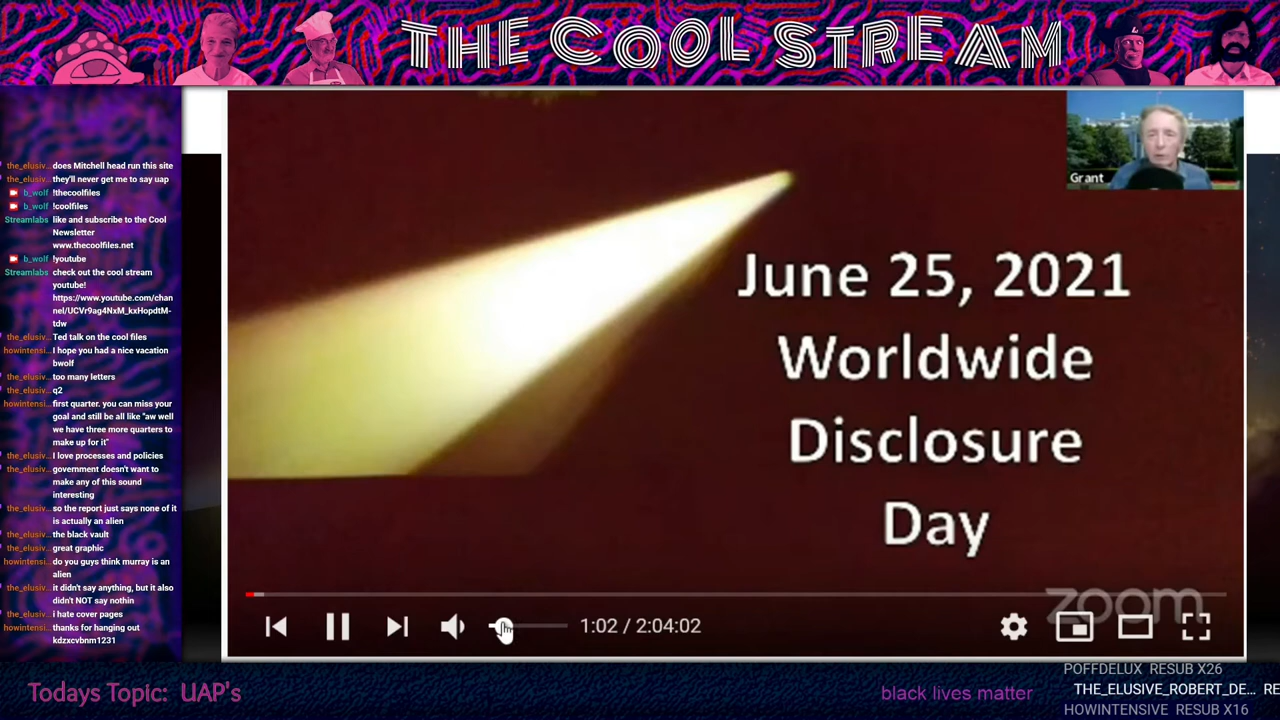 THE COOL STREAM
the_elusiv... does Mitchell head run this site
the_elusiv... they'll never get me to say uap
b_wolf !thecoolfiles
b_wolf !coolfiles
Streamlabs like and subscribe to the Cool
Newsletter
www.thecoolfiles.net
b_wolf !youtube
Streamlabs check out the cool stream
youtube!
https://www.youtube.com/chan
nel/UCVr9ag4NxM_kxHopdtM-
tdw
the_elusiv... Ted talk on the cool files
howintensi... I hope you had a nice vacation
bwolf
the_elusiv... too many letters
the_elusiv... q2
howintensi... first quarter. you can miss your
goal and still be all like "aw well
we have three more quarters to
make up for it"
the_elusiv... I love processes and policies
the_elusiv... government doesn't want to
make any of this sound
interesting
the_elusiv... so the report just says none of it
is actually an alien
the_elusiv... the black vault
the_elusiv... great graphic
howintensi... do you guys think murray is an
alien
the_elusiv... it didn't say anything, but it also
didn't NOT say nothin
the_elusiv... i hate cover pages
howintensi... thanks for hanging out
kdzxcvbnm1231
Grant
June 25, 2021
Worldwide
Disclosure
Day
zoom
1:02 / 2:04:02
Todays Topic: UAP's
black lives matter
POFFDELUX RESUB X26
THE_ELUSIVE_ROBERT_DE... RE
HOWINTENSIVE RESUB X16